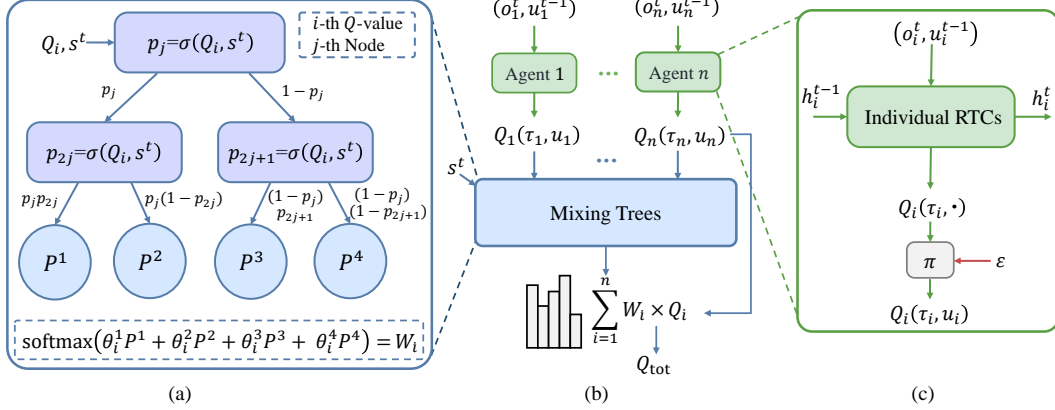 Q_i, s^t
p_j=σ(Q_i, s^t)
i-th Q-value
j-th Node
p_j
1−p_j
p_{2j}=σ(Q_i, s^t)
p_{2j+1}=σ(Q_i, s^t)
p_j p_{2j}
p_j(1−p_{2j})
(1−p_j)
p_{2j+1}
(1−p_j)
(1−p_{2j+1})
P^1
P^2
P^3
P^4
softmax(θ_i^1 P^1 + θ_i^2 P^2 + θ_i^3 P^3 + θ_i^4 P^4) = W_i
(a)
(o_1^t, u_1^{t−1})
(o_n^t, u_n^{t−1})
Agent 1
...
Agent n
Q_1(τ_1, u_1)
Q_n(τ_n, u_n)
...
s^t
Mixing Trees
∑_{i=1}^{n} W_i × Q_i
Q_tot
(b)
(o_i^t, u_i^{t−1})
h_i^{t−1}
h_i^t
Individual RTCs
Q_i(τ_i, ·)
π
ε
Q_i(τ_i, u_i)
(c)